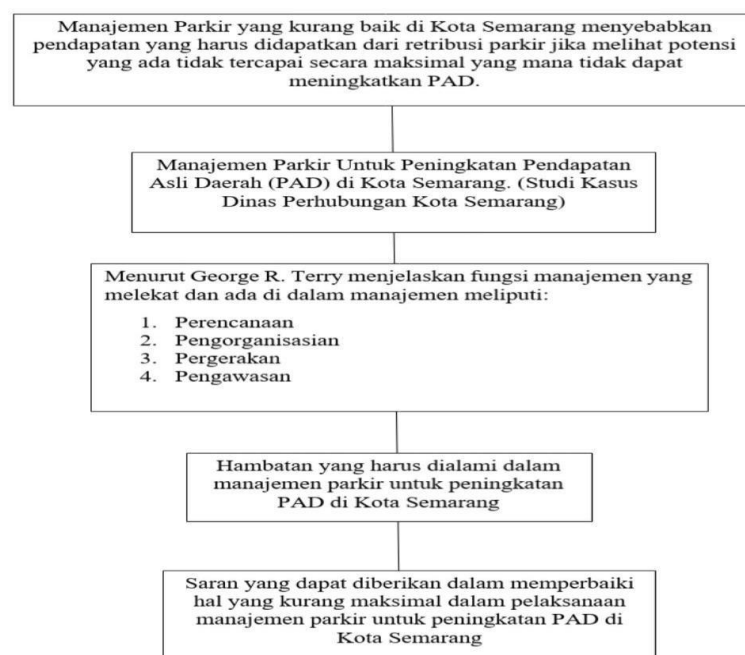 Manajemen Parkir yang kurang baik di Kota Semarang menyebabkan
pendapatan yang harus didapatkan dari retribusi parkir jika melihat potensi
yang ada tidak tercapai secara maksimal yang mana tidak dapat
meningkatkan PAD.
Manajemen Parkir Untuk Peningkatan Pendapatan
Asli Daerah (PAD) di Kota Semarang. (Studi Kasus
Dinas Perhubungan Kota Semarang)
Menurut George R. Terry menjelaskan fungsi manajemen yang
melekat dan ada di dalam manajemen meliputi:
1. Perencanaan
2. Pengorganisasian
3. Pergerakan
4. Pengawasan
Hambatan yang harus dialami dalam
manajemen parkir untuk peningkatan
PAD di Kota Semarang
Saran yang dapat diberikan dalam memperbaiki
hal yang kurang maksimal dalam pelaksanaan
manajemen parkir untuk peningkatan PAD di
Kota Semarang